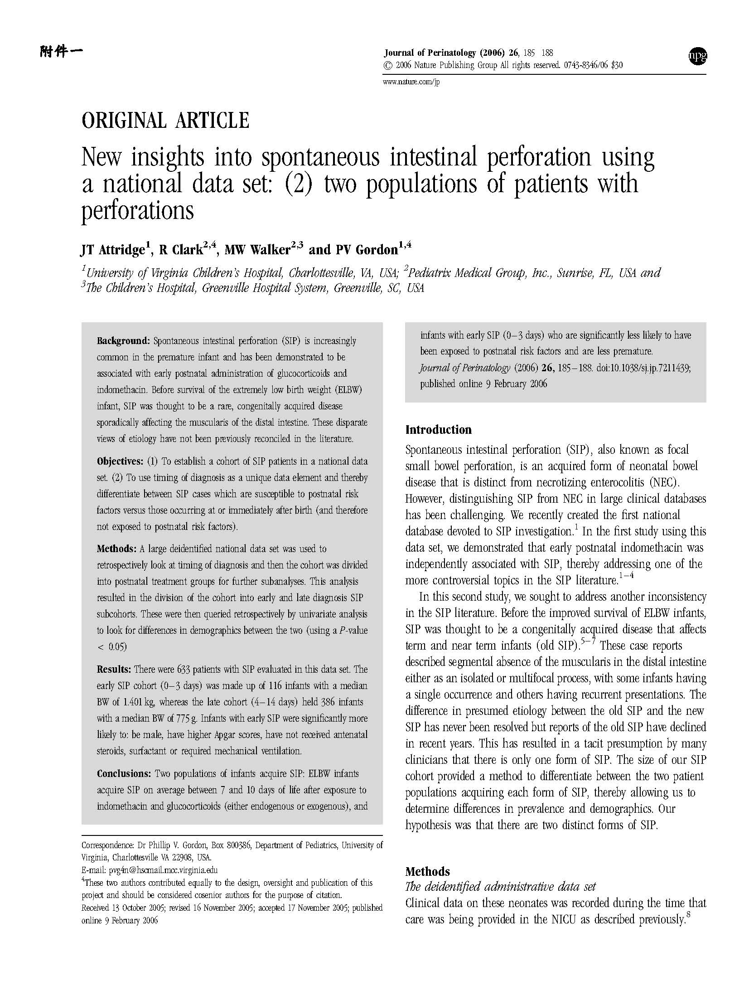 附件一
Journal of Perinatology (2006) 26, 185 188
© 2006 Nature Publishing Group All rights reserved. 0743-8346/06 $30
npg
www.nature.com/jp
ORIGINAL ARTICLE
New insights into spontaneous intestinal perforation using
a national data set: (2) two populations of patients with
perforations
JT Attridge1, R Clark2,4, MW Walker2,3 and PV Gordon1,4
1University of Virginia Children's Hospital, Charlottesville, VA, USA; 2Pediatrix Medical Group, Inc., Sunrise, FL, USA and
3The Children's Hospital, Greenville Hospital System, Greenville, SC, USA
Background: Spontaneous intestinal perforation (SIP) is increasingly
common in the premature infant and has been demonstrated to be
associated with early postnatal administration of glucocorticoids and
indomethacin. Before survival of the extremely low birth weight (ELBW)
infant, SIP was thought to be a rare, congenitally acquired disease
sporadically affecting the muscularis of the distal intestine. These disparate
views of etiology have not been previously reconciled in the literature.
Objectives: (1) To establish a cohort of SIP patients in a national data
set. (2) To use timing of diagnosis as a unique data element and thereby
differentiate between SIP cases which are susceptible to postnatal risk
factors versus those occurring at or immediately after birth (and therefore
not exposed to postnatal risk factors).
Methods: A large deidentified national data set was used to
retrospectively look at timing of diagnosis and then the cohort was divided
into postnatal treatment groups for further subanalyses. This analysis
resulted in the division of the cohort into early and late diagnosis SIP
subcohorts. These were then queried retrospectively by univariate analysis
to look for differences in demographics between the two (using a P-value
< 0.05)
Results: There were 633 patients with SIP evaluated in this data set. The
early SIP cohort (0–3 days) was made up of 116 infants with a median
BW of 1.401 kg, whereas the late cohort (4–14 days) held 386 infants
with a median BW of 775 g. Infants with early SIP were significantly more
likely to: be male, have higher Apgar scores, have not received antenatal
steroids, surfactant or required mechanical ventilation.
Conclusions: Two populations of infants acquire SIP: ELBW infants
acquire SIP on average between 7 and 10 days of life after exposure to
indomethacin and glucocorticoids (either endogenous or exogenous), and
infants with early SIP (0–3 days) who are significantly less likely to have
been exposed to postnatal risk factors and are less premature.
Journal of Perinatology (2006) 26, 185–188. doi:10.1038/sj.jp.7211439;
published online 9 February 2006
Correspondence: Dr Phillip V. Gordon, Box 800386, Department of Pediatrics, University of
Virginia, Charlottesville VA 22908, USA.
E-mail: pvg4n@hscmail.mcc.virginia.edu
4These two authors contributed equally to the design, oversight and publication of this
project and should be considered cosenior authors for the purpose of citation.
Received 13 October 2005; revised 16 November 2005; accepted 17 November 2005; published
online 9 February 2006
Introduction
Spontaneous intestinal perforation (SIP), also known as focal
small bowel perforation, is an acquired form of neonatal bowel
disease that is distinct from necrotizing enterocolitis (NEC).
However, distinguishing SIP from NEC in large clinical databases
has been challenging. We recently created the first national
database devoted to SIP investigation.1 In the first study using this
data set, we demonstrated that early postnatal indomethacin was
independently associated with SIP, thereby addressing one of the
more controversial topics in the SIP literature.1–4
In this second study, we sought to address another inconsistency
in the SIP literature. Before the improved survival of ELBW infants,
SIP was thought to be a congenitally acquired disease that affects
term and near term infants (old SIP).5–7 These case reports
described segmental absence of the muscularis in the distal intestine
either as an isolated or multifocal process, with some infants having
a single occurrence and others having recurrent presentations. The
difference in presumed etiology between the old SIP and the new
SIP has never been resolved but reports of the old SIP have declined
in recent years. This has resulted in a tacit presumption by many
clinicians that there is only one form of SIP. The size of our SIP
cohort provided a method to differentiate between the two patient
populations acquiring each form of SIP, thereby allowing us to
determine differences in prevalence and demographics. Our
hypothesis was that there are two distinct forms of SIP.
Methods
The deidentified administrative data set
Clinical data on these neonates was recorded during the time that
care was being provided in the NICU as described previously.8